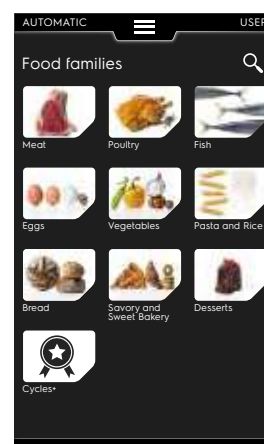 AUTOMATIC USER
Food families
Meat Poultry Fish
Eggs Vegetables Pasta and Rice
Bread Savory and Sweet Bakery Desserts
Cycles+